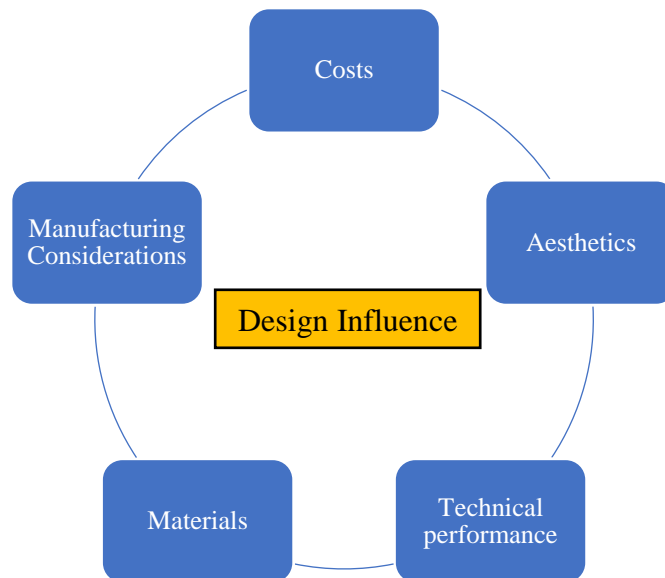 Costs
Aesthetics
Technical
performance
Materials
Manufacturing
Considerations
Design Influence